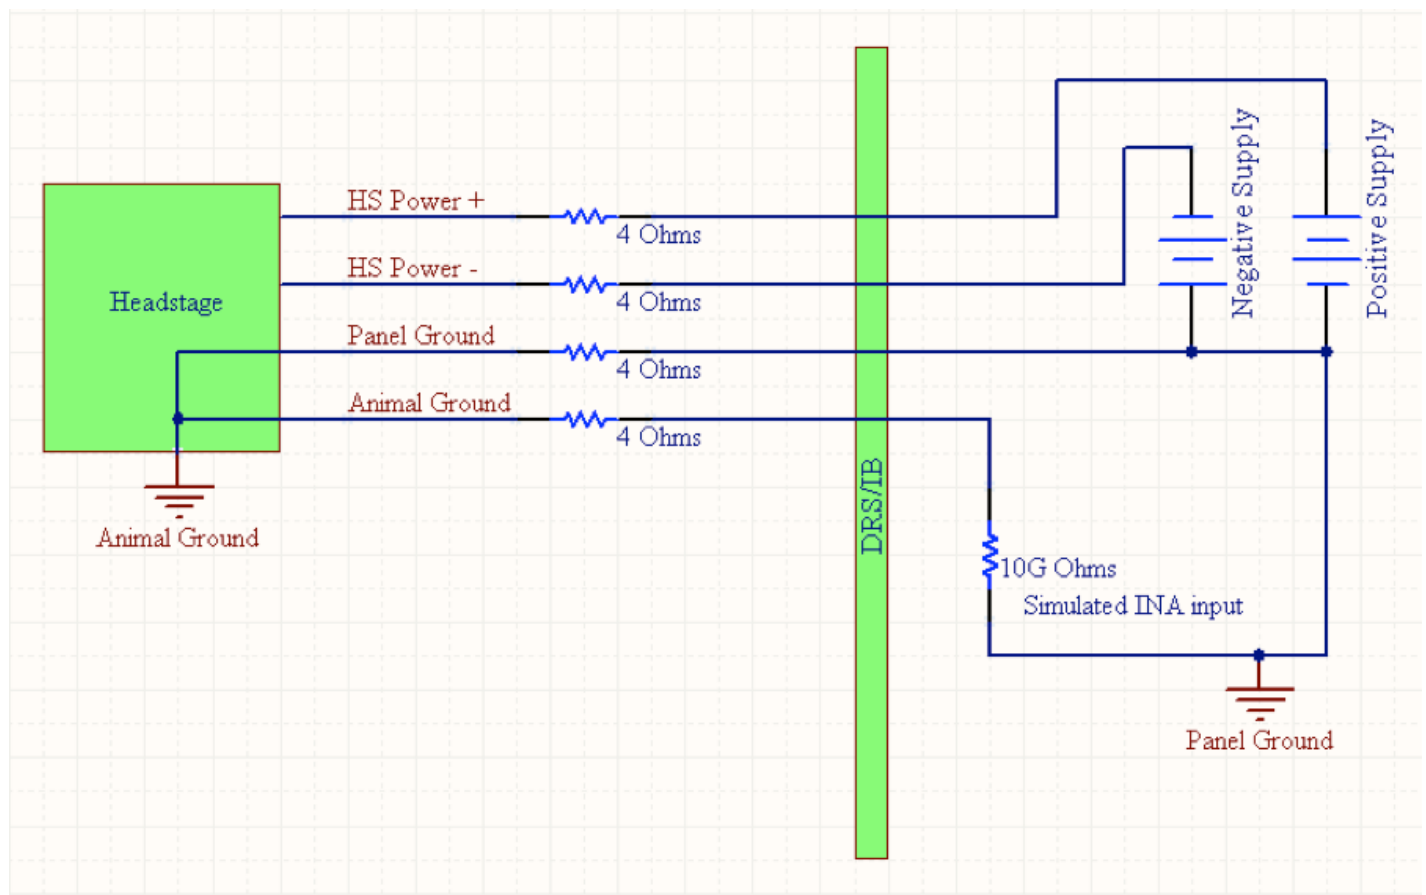 HS Power +
4 Ohms
HS Power -
4 Ohms
Headstage
Panel Ground
4 Ohms
Animal Ground
4 Ohms
Animal Ground
DRS/IB
Negative Supply
Positive Supply
10G Ohms
Simulated INA input
Panel Ground